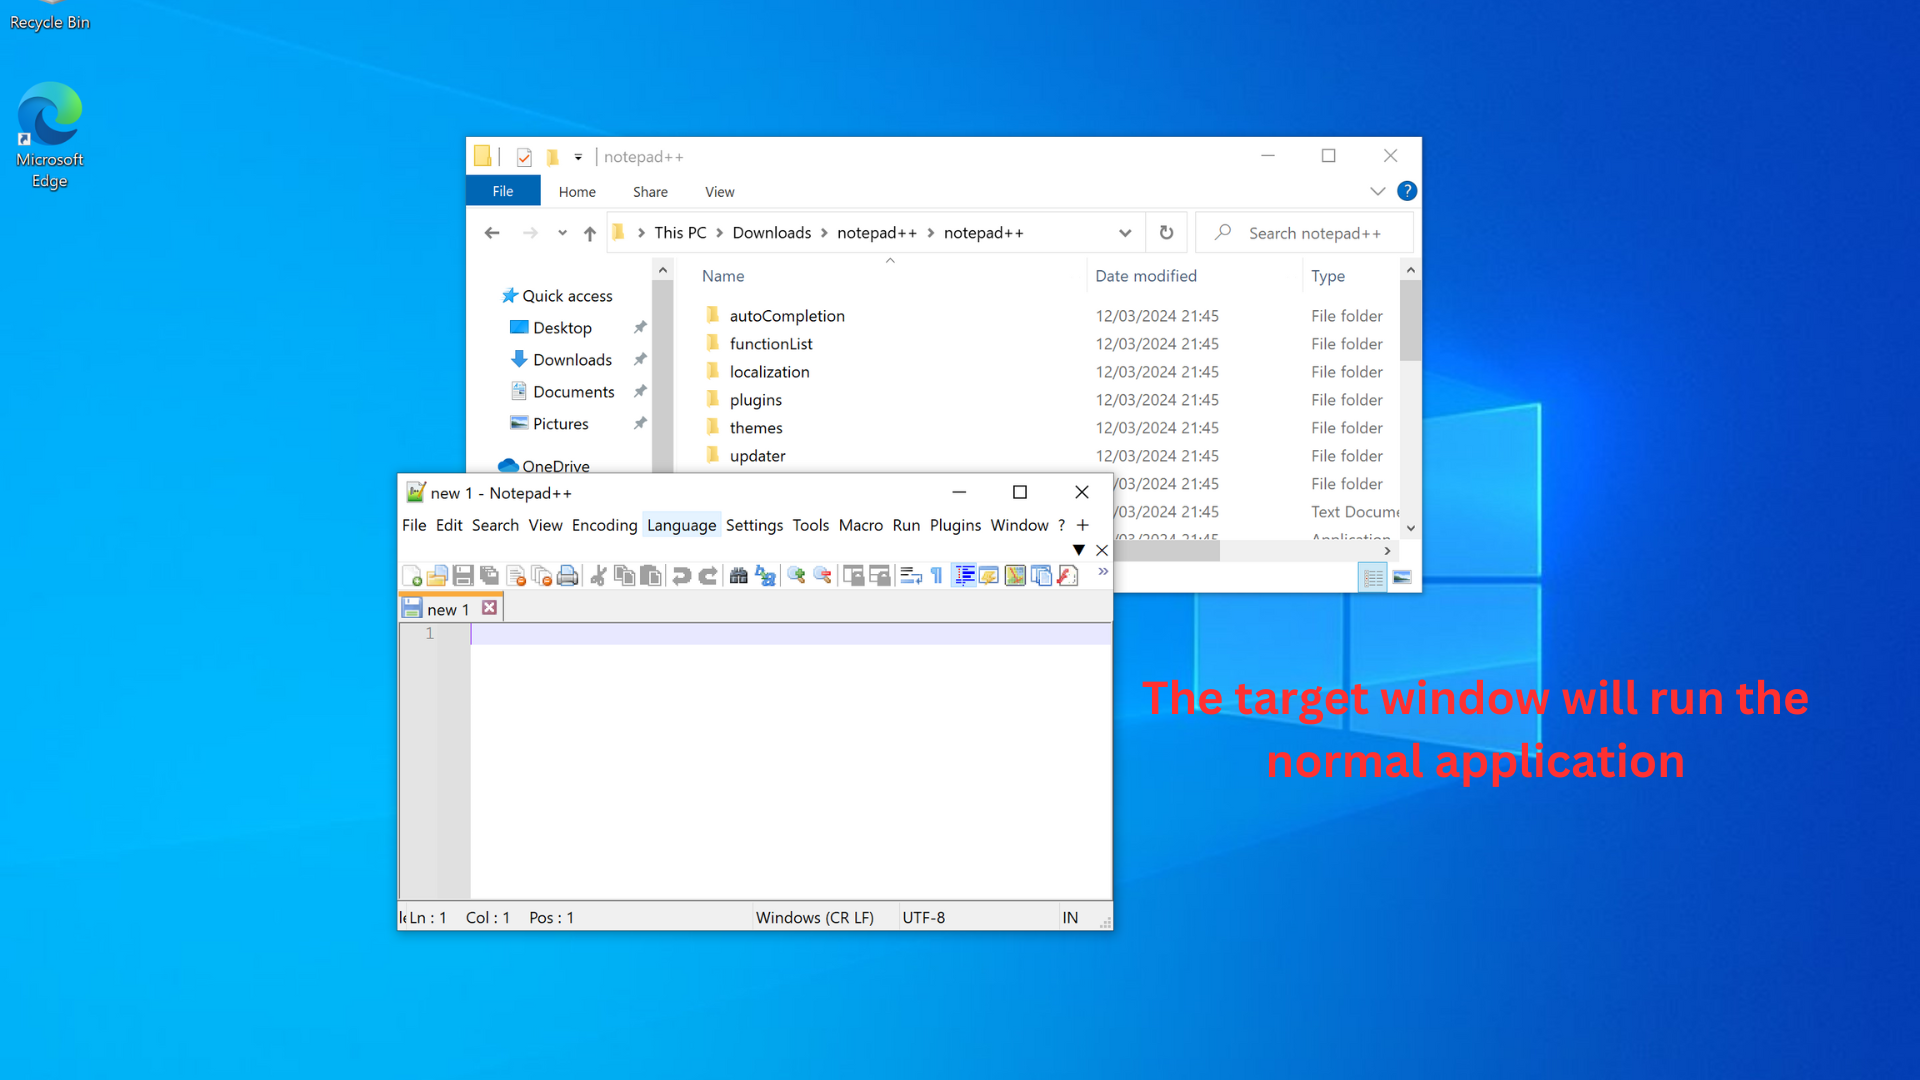 Recycle Bin
Microsoft
Edge
notepad++
File Home Share View
This PC Downloads notepad++ notepad++
Search notepad++
Name Date modified Type
Quick access
Desktop
Downloads
Documents
Pictures
OneDrive
autoCompletion 12/03/2024 21:45 File folder
functionList 12/03/2024 21:45 File folder
localization 12/03/2024 21:45 File folder
plugins 12/03/2024 21:45 File folder
themes 12/03/2024 21:45 File folder
updater 12/03/2024 21:45 File folder
/03/2024 21:45 File folder
/03/2024 21:45 Text Docume
/03/2024 21:45 Application
new 1 - Notepad++
File Edit Search View Encoding Language Settings Tools Macro Run Plugins Window ? +
new 1
1
Ln : 1 Col : 1 Pos : 1 Windows (CR LF) UTF-8 IN
The target window will run the
normal application